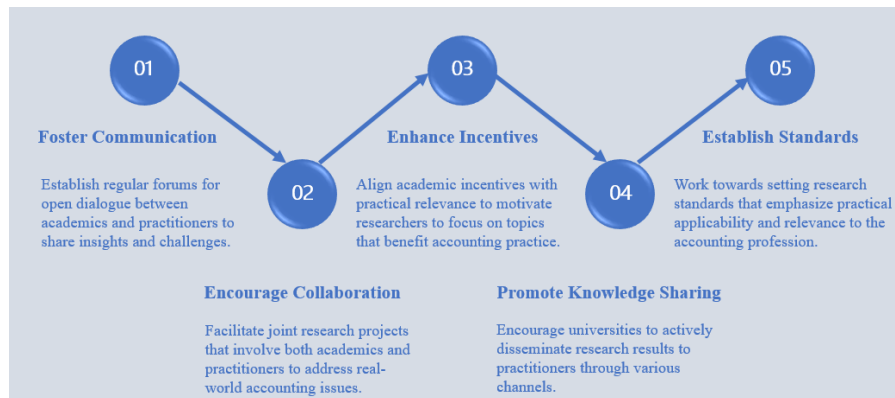 01
Foster Communication
Establish regular forums for
open dialogue between
academics and practitioners to
share insights and challenges.
02
Encourage Collaboration
Facilitate joint research projects
that involve both academics and
practitioners to address real-
world accounting issues.
03
Enhance Incentives
Align academic incentives with
practical relevance to motivate
researchers to focus on topics
that benefit accounting practice.
04
Promote Knowledge Sharing
Encourage universities to actively
disseminate research results to
practitioners through various
channels.
05
Establish Standards
Work towards setting research
standards that emphasize practical
applicability and relevance to the
accounting profession.